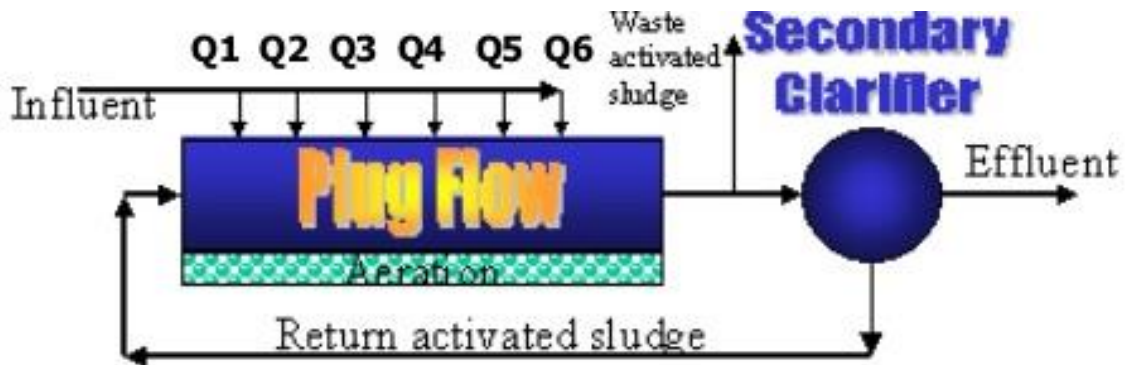 Q1 Q2 Q3 Q4 Q5 Q6
Waste
activated
sludge
Secondary
Clarifier
Influent
Plug Flow
Effluent
Aeration
Return activated sludge